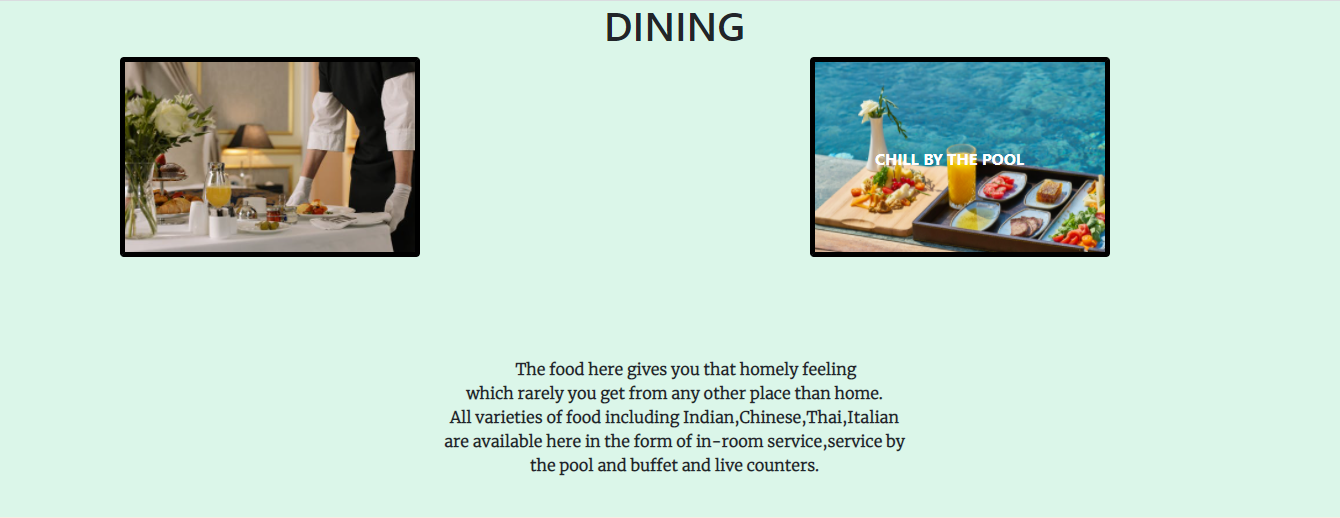 DINING
CHILL BY THE POOL
The food here gives you that homely feeling
which rarely you get from any other place than home.
All varieties of food including Indian,Chinese,Thai,Italian
are available here in the form of in-room service,service by
the pool and buffet and live counters.